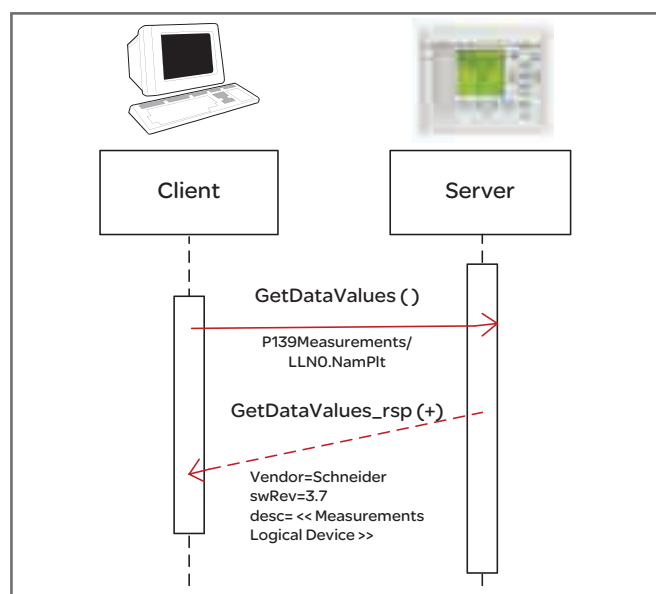 Client
Server
GetDataValues ( )
P139Measurements/
LLN0.NamPlt
GetDataValues_rsp (+)
Vendor=Schneider
swRev=3.7
desc= << Measurements
Logical Device >>